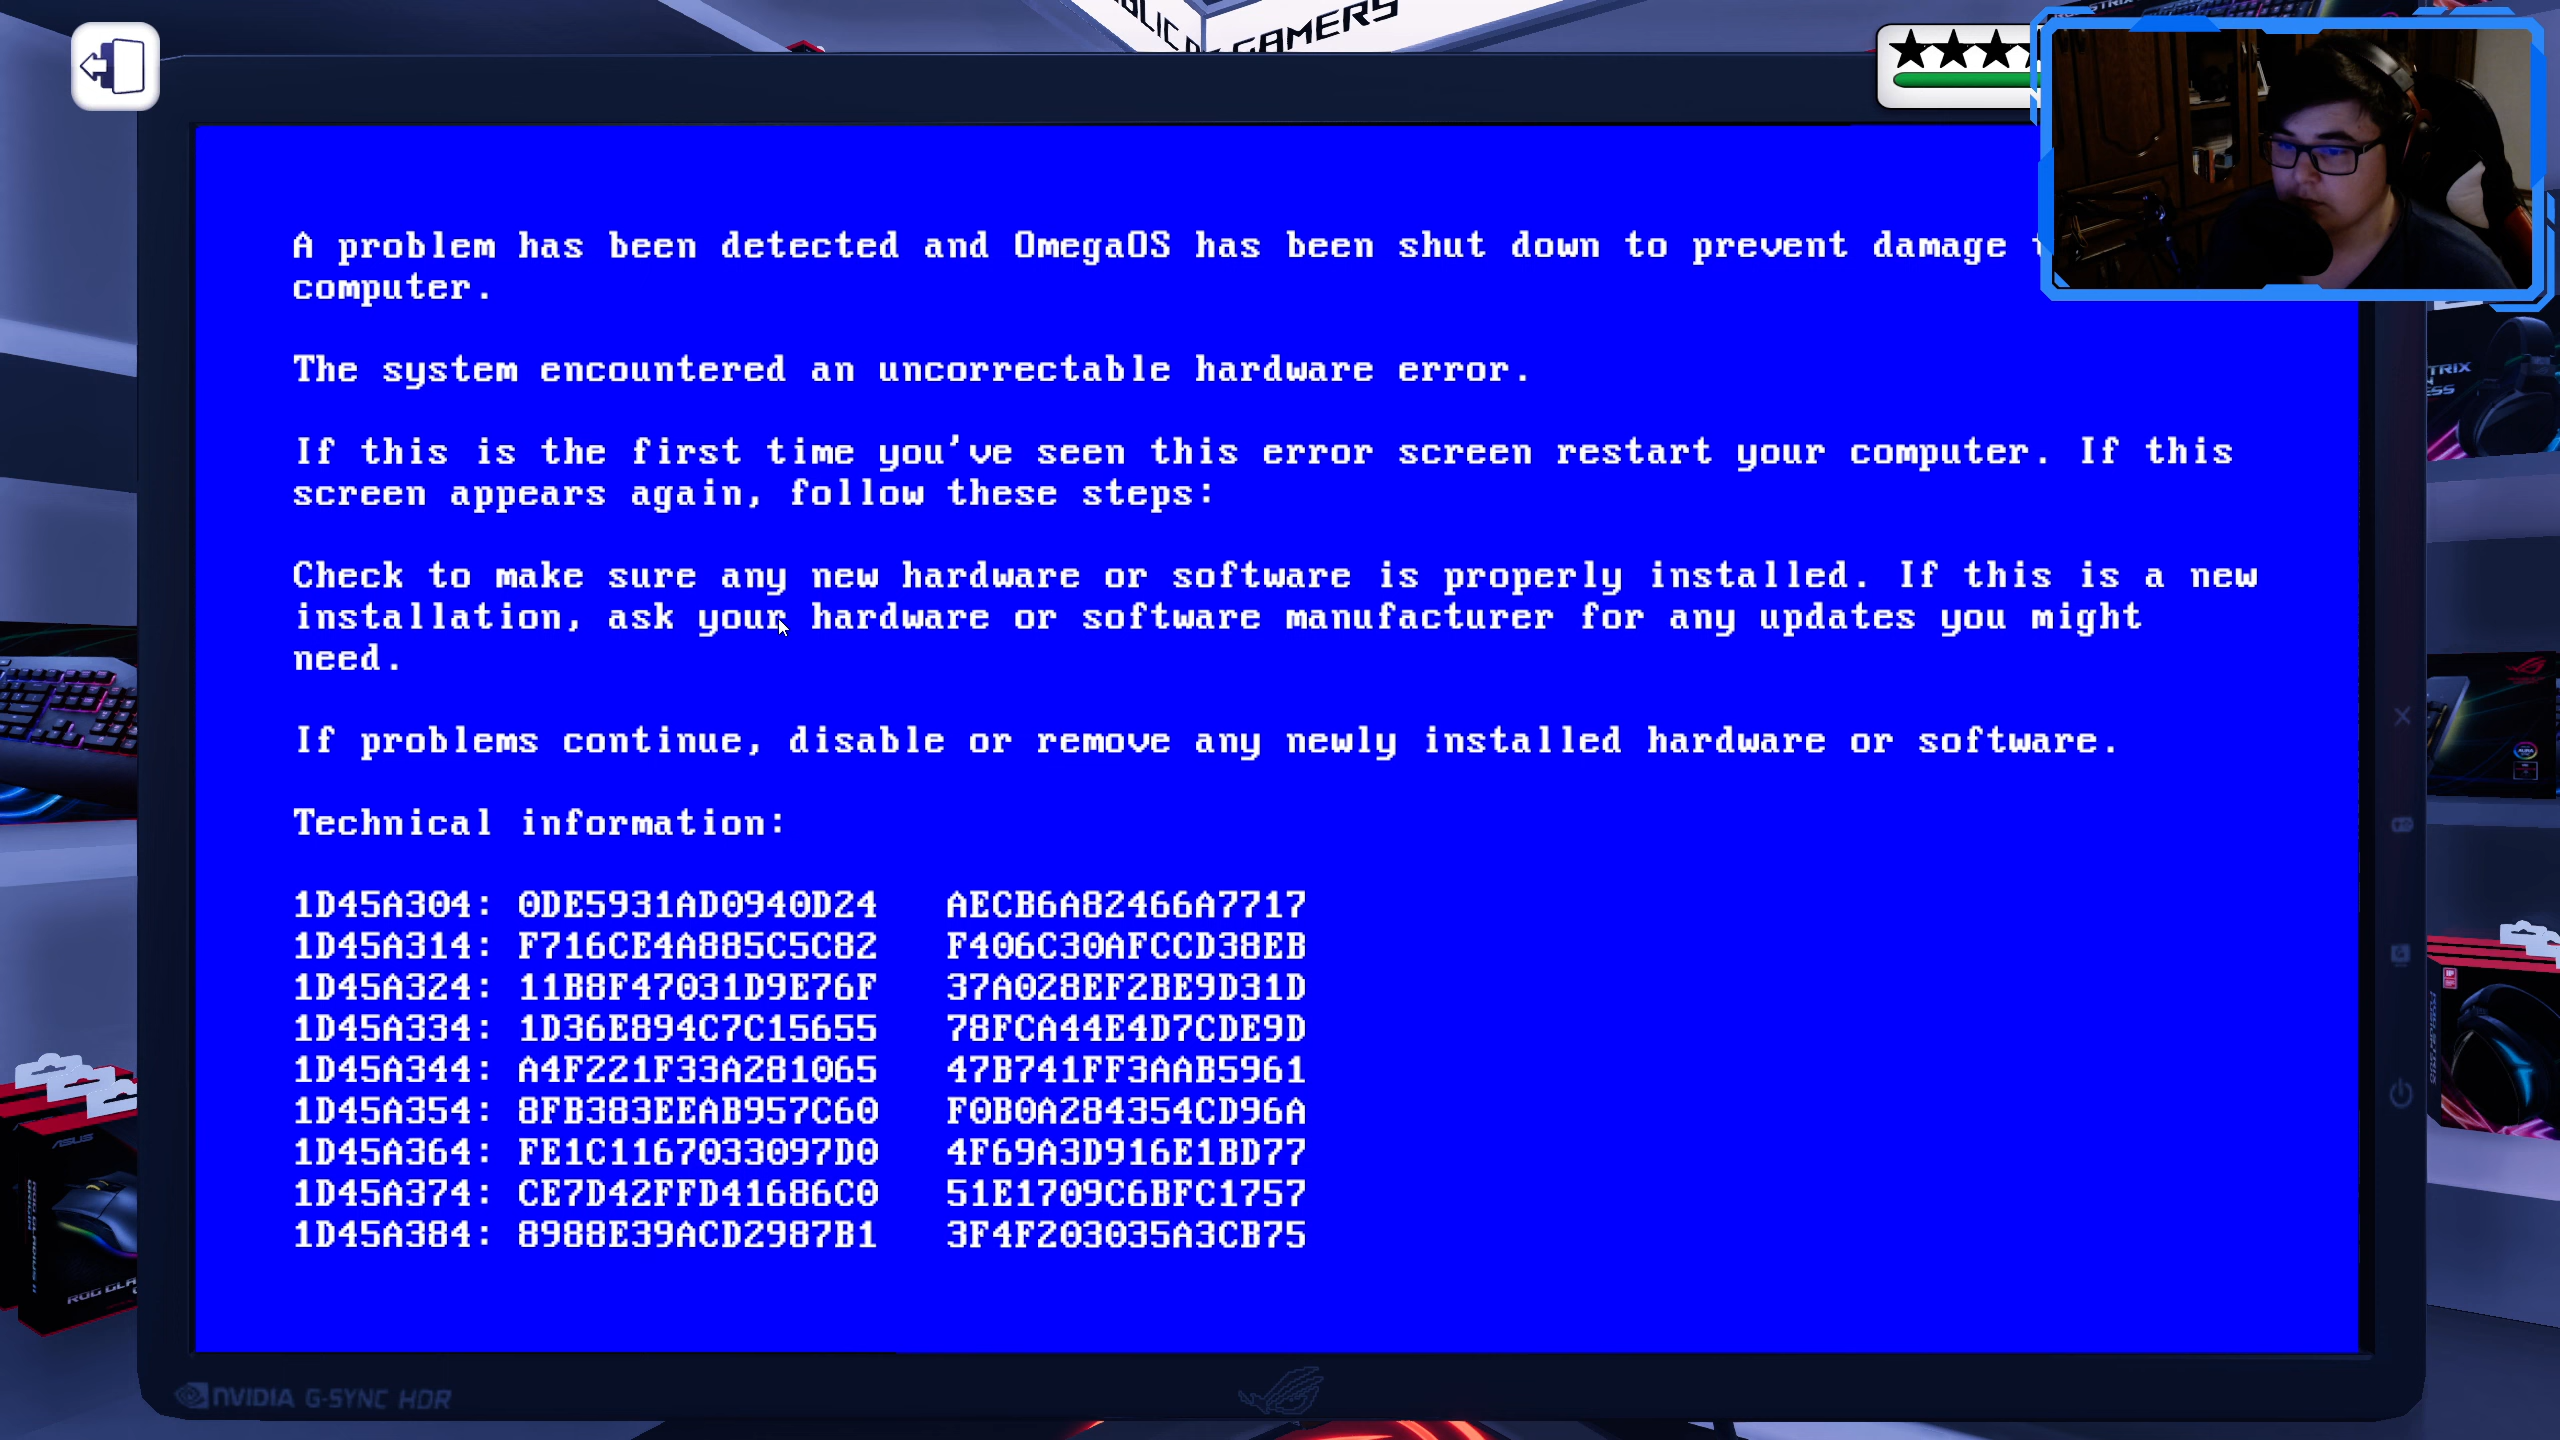 GAMERS
A problem has been detected and OmegaOS has been shut down to prevent damage
computer.
The system encountered an uncorrectable hardware error.
If this is the first time you've seen this error screen restart your computer. If this
screen appears again, follow these steps:
Check to make sure any new hardware or software is properly installed. If this is a new
installation, ask your hardware or software manufacturer for any updates you might
need.
If problems continue, disable or remove any newly installed hardware or software.
Technical information:
1D45A304: 0DE5931AD0940D24 AECB6A82466A7717
1D45A314: F716CE4A885C5C82 F406C30AFCCD38EB
1D45A324: 11B8F47031D9E76F 37A028EF2BE9D31D
1D45A334: 1D36E894C7C15655 78FCA44E4D7CDE9D
1D45A344: A4F221F33A281065 47B741FF3AAB5961
1D45A354: 8FB383EEAB957C60 F0B0A284354CD96A
1D45A364: FE1C1167033097D0 4F69A3D916E1BD77
1D45A374: CE7D42FFD41686C0 51E1709C6BFC1757
1D45A384: 8988E39ACD2987B1 3F4F203035A3CB75
ASUS
NVIDIA G-SYNC HDR